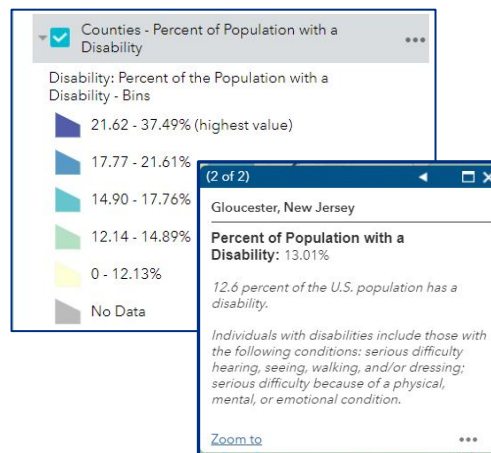 Counties - Percent of Population with a
Disability
Disability: Percent of the Population with a
Disability - Bins
21.62 - 37.49% (highest value)
17.77 - 21.61%
14.90 - 17.76%
12.14 - 14.89%
0 - 12.13%
No Data
(2 of 2)
Gloucester, New Jersey
Percent of Population with a
Disability: 13.01%
12.6 percent of the U.S. population has a
disability.
Individuals with disabilities include those with
the following conditions: serious difficulty
hearing, seeing, walking, and/or dressing;
serious difficulty because of a physical,
mental, or emotional condition.
Zoom to